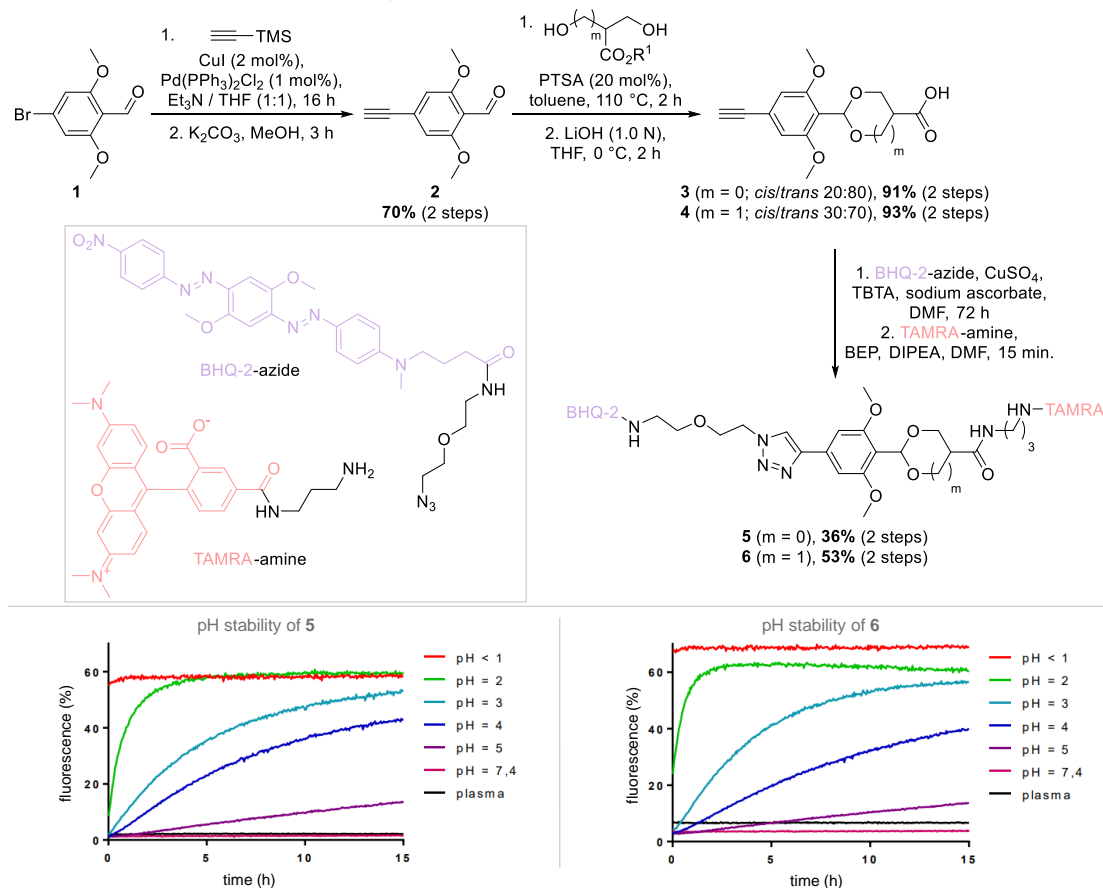 1.
≡—TMS
CuI (2 mol%),
Pd(PPh3)2Cl2 (1 mol%),
Et3N / THF (1:1), 16 h
2. K2CO3, MeOH, 3 h
Br
O
O
O
1
O
O
O
2
70% (2 steps)
1.
HO
m
OH
CO2R1
PTSA (20 mol%),
toluene, 110 °C, 2 h
2. LiOH (1.0 N)
THF, 0 °C, 2 h
O
O
O
O
OH
O
m
3 (m = 0; cis/trans 20:80), 91% (2 steps)
4 (m = 1; cis/trans 30:70), 93% (2 steps)
O2N
N
N
O
O
N
N
N
O
NH
O
N3
BHQ-2-azide
N
O
O-
O
O
HN
NH2
N+
TAMRA-amine
1. BHQ-2-azide, CuSO4,
TBTA, sodium ascorbate,
DMF, 72 h
2. TAMRA-amine,
BEP, DIPEA, DMF, 15 min.
BHQ-2
N
H
O
N
N
N
O
O
O
O
m
O
HN
3
HN
TAMRA
5 (m = 0), 36% (2 steps)
6 (m = 1), 53% (2 steps)
pH stability of 5
fluorescence (%)
60
40
20
0
0
5
10
15
time (h)
pH < 1
pH = 2
pH = 3
pH = 4
pH = 5
pH = 7,4
plasma
pH stability of 6
fluorescence (%)
60
40
20
0
0
5
10
15
time (h)
pH < 1
pH = 2
pH = 3
pH = 4
pH = 5
pH = 7,4
plasma